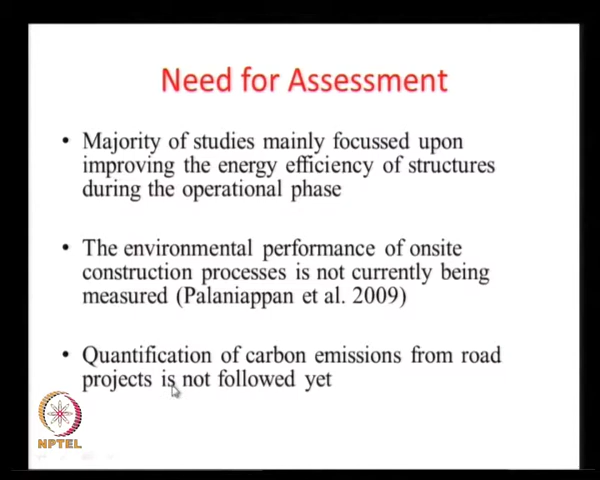 Need for Assessment
• Majority of studies mainly focussed upon
improving the energy efficiency of structures
during the operational phase
• The environmental performance of onsite
construction processes is not currently being
measured (Palaniappan et al. 2009)
• Quantification of carbon emissions from road
projects is not followed yet
NPTEL